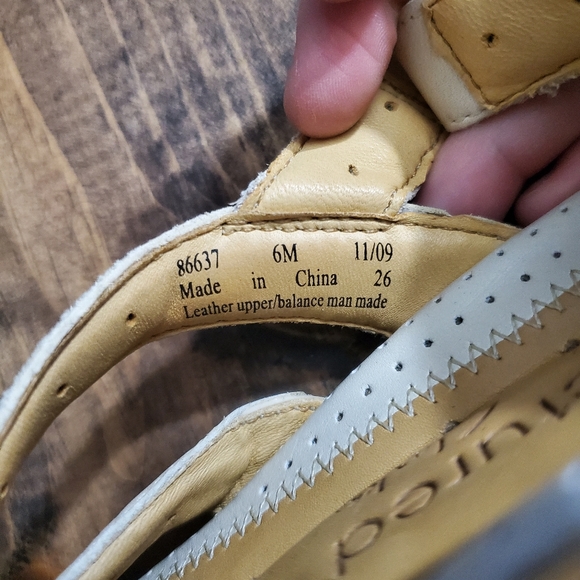 86637 6M 11/09
Made in China 26
Leather upper/balance man made